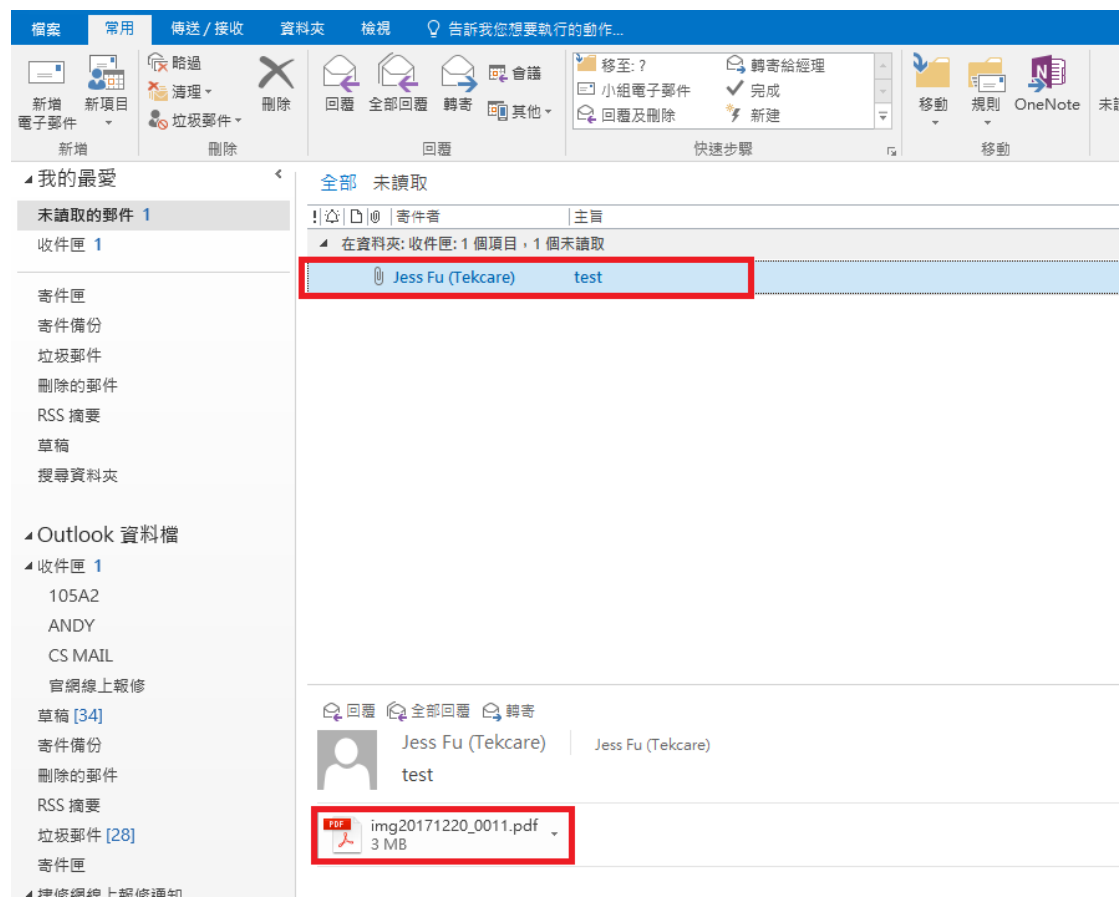 檔案 常用 傳送 / 接收 資料夾 檢視 告訴我您想要執行的動作...
新增
電子郵件
新項目
略過
清理
垃圾郵件
刪除
回覆 全部回覆 轉寄
會議
其他
移至: ?
小組電子郵件
回覆及刪除
轉寄給經理
完成
新建
移動 規則 OneNote
新增 刪除 回覆 快速步驟 移動
我的最愛
未讀取的郵件 1
收件匣 1
寄件匣
寄件備份
垃圾郵件
刪除的郵件
RSS 摘要
草稿
搜尋資料夾
Outlook 資料檔
收件匣 1
105A2
ANDY
CS MAIL
官網線上報修
草稿 [34]
寄件備份
刪除的郵件
RSS 摘要
垃圾郵件 [28]
寄件匣
全部 未讀取
寄件者 主旨
在資料夾: 收件匣: 1 個項目，1 個未讀取
Jess Fu (Tekcare) test
回覆 全部回覆 轉寄
Jess Fu (Tekcare) Jess Fu (Tekcare)
test
PDF
img20171220_0011.pdf
3 MB